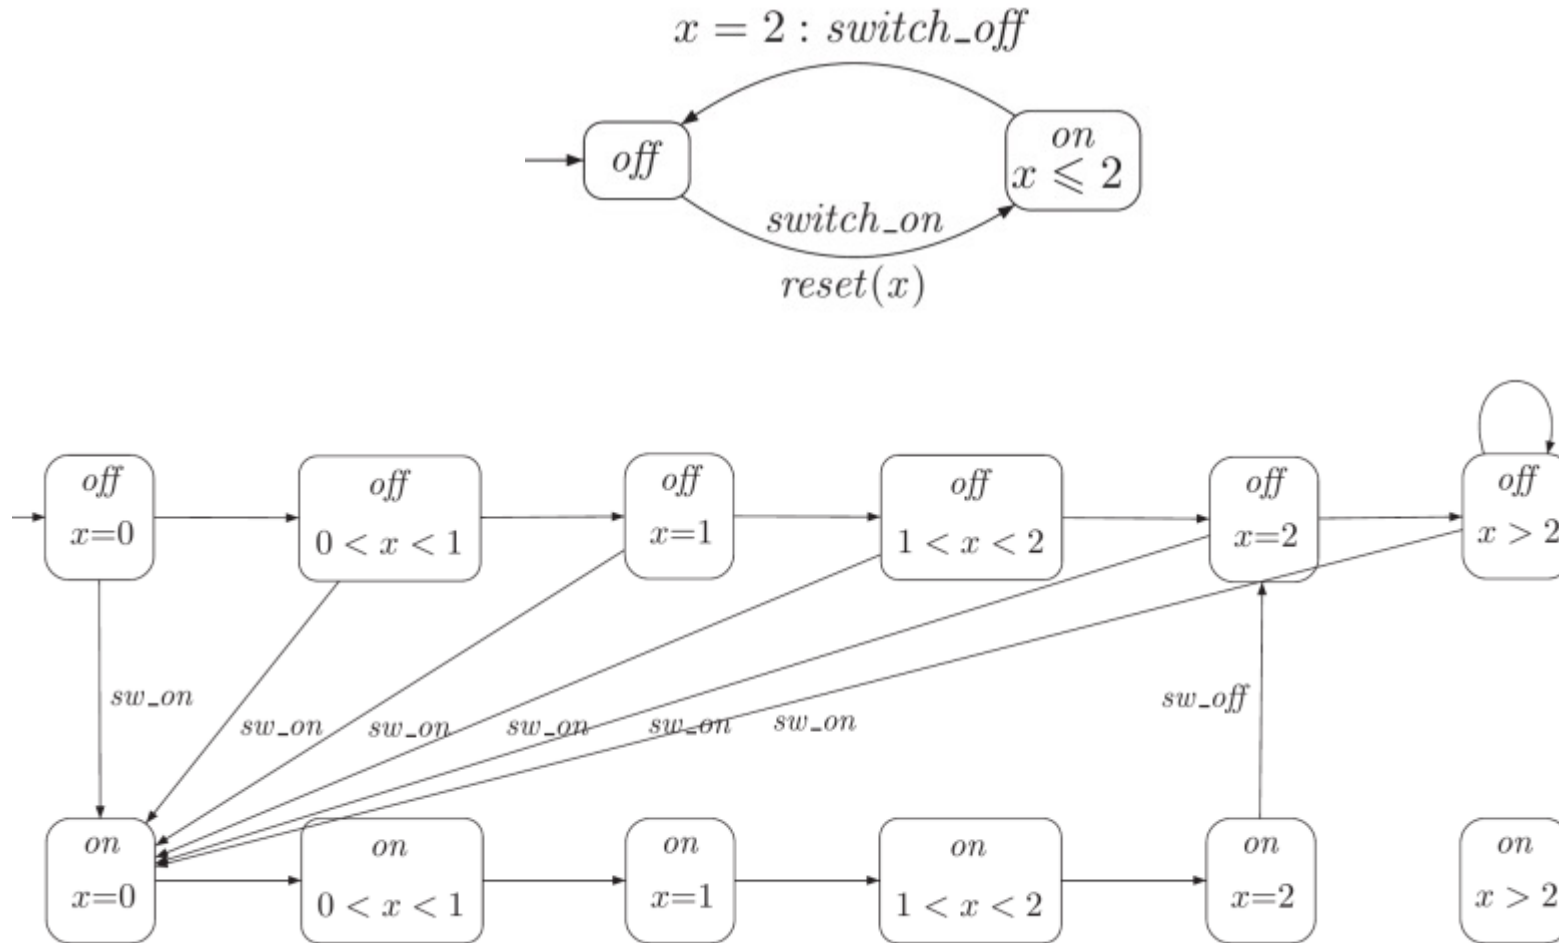 x = 2 : switch_off
off
on
x ⩽ 2
switch_on
reset(x)
off
x=0
off
0 < x < 1
off
x=1
off
1 < x < 2
off
x=2
off
x > 2
sw_on
sw_on
sw_on
sw_on
sw_on
sw_on
sw_off
on
x=0
on
0 < x < 1
on
x=1
on
1 < x < 2
on
x=2
on
x > 2